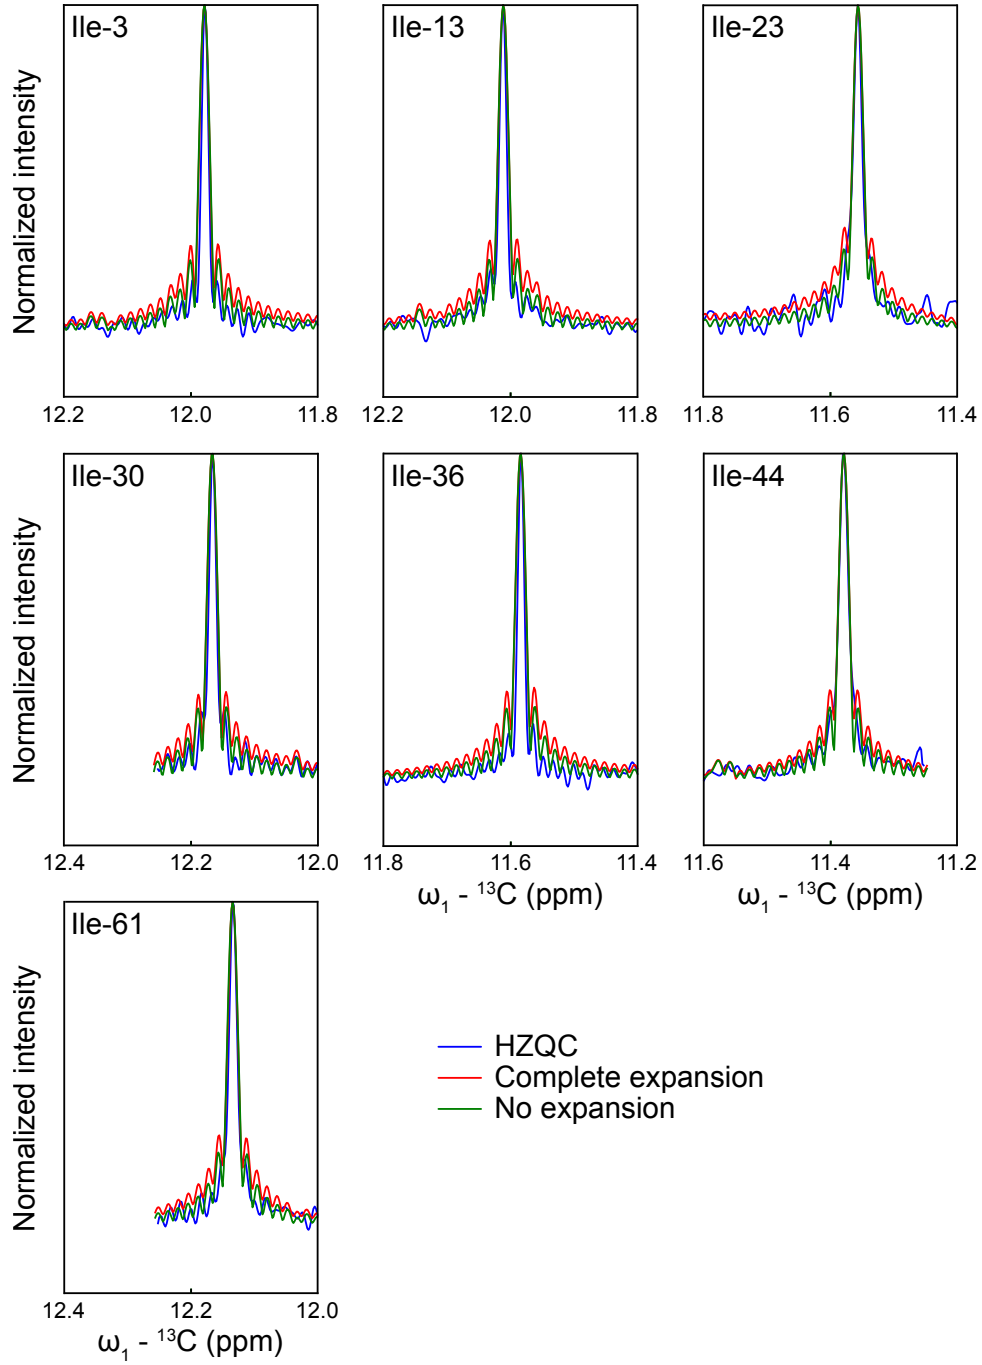 Ile-3
Ile-13
Ile-23
Normalized intensity
12.2 12.0 11.8
12.2 12.0 11.8
11.8 11.6 11.4
Ile-30
Ile-36
Ile-44
Normalized intensity
12.4 12.2 12.0
11.8 11.6 11.4
11.6 11.4 11.2
ω₁ - ¹³C (ppm)
ω₁ - ¹³C (ppm)
Ile-61
Normalized intensity
12.4 12.2 12.0
ω₁ - ¹³C (ppm)
HZQC
Complete expansion
No expansion